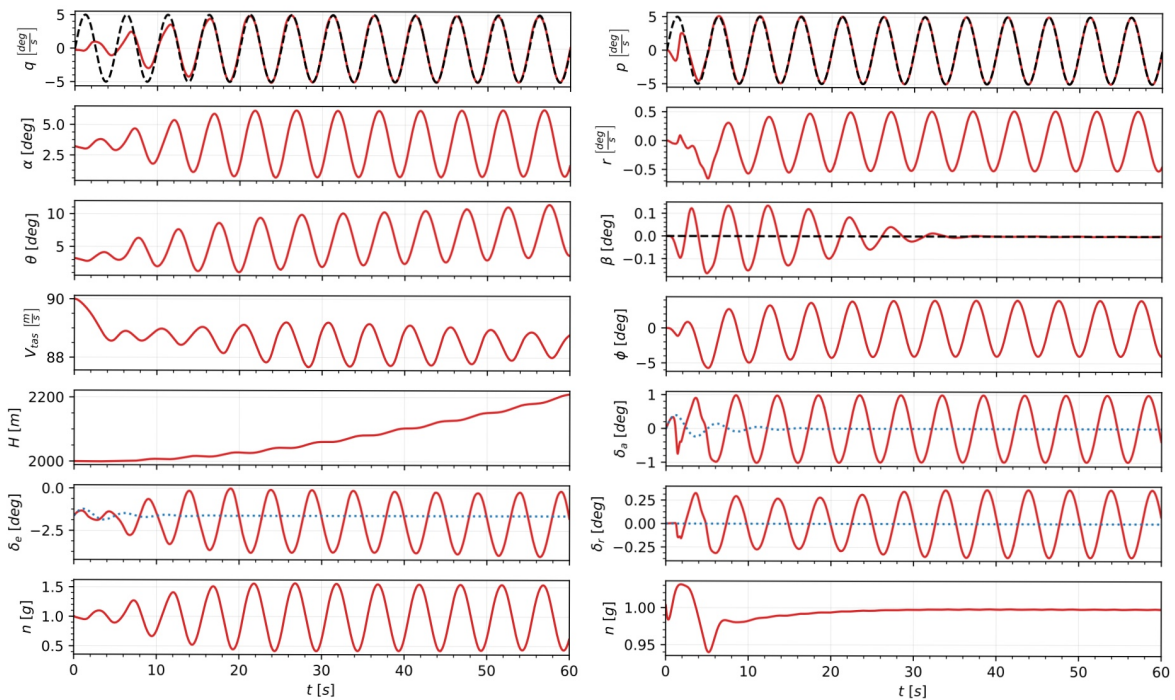 5
0
−5
q [deg/s]
5.0
2.5
α [deg]
10
5
θ [deg]
90
88
V_tas [m/s]
2200
2000
H [m]
0.0
−2.5
δ_e [deg]
1.5
1.0
0.5
n [g]
0 10 20 30 40 50 60
t [s]
5
0
−5
p [deg/s]
0.5
0.0
−0.5
r [deg/s]
0.1
0.0
−0.1
β [deg]
0
−5
ϕ [deg]
1
0
−1
δ_a [deg]
0.25
0.00
−0.25
δ_r [deg]
1.00
0.95
n [g]
0 10 20 30 40 50 60
t [s]